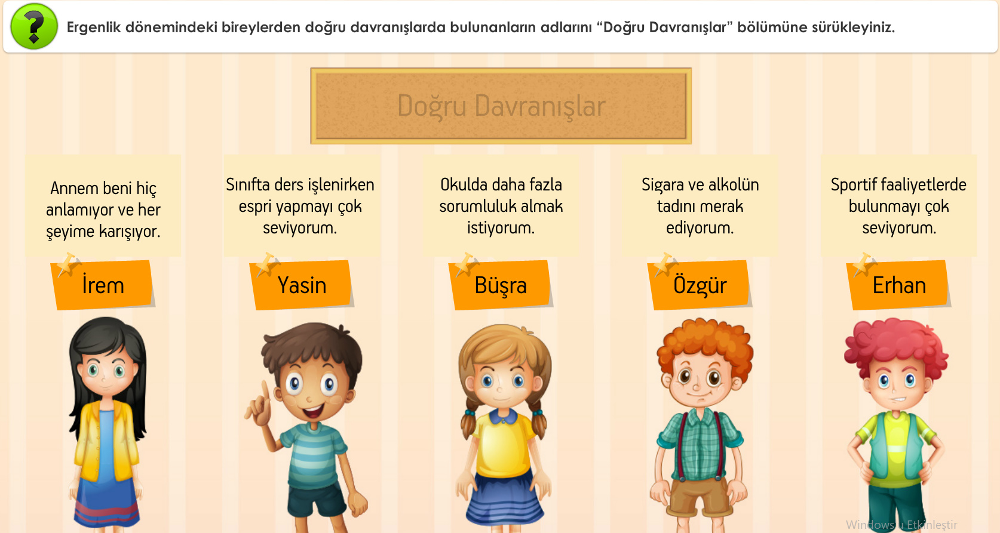 ?
Ergenlik dönemindeki bireylerden doğru davranışlarda bulunanların adlarını “Doğru Davranışlar” bölümüne sürükleyiniz.
Doğru Davranışlar
Annem beni hiç
anlamıyor ve her
şeyime karışıyor.
İrem
Sınıfta ders işlenirken
espri yapmayı çok
seviyorum.
Yasin
Okulda daha fazla
sorumluluk almak
istiyorum.
Büşra
Sigara ve alkolün
tadını merak
ediyorum.
Özgür
Sportif faaliyetlerde
bulunmayı çok
seviyorum.
Erhan
Windows'u Etkinleştir